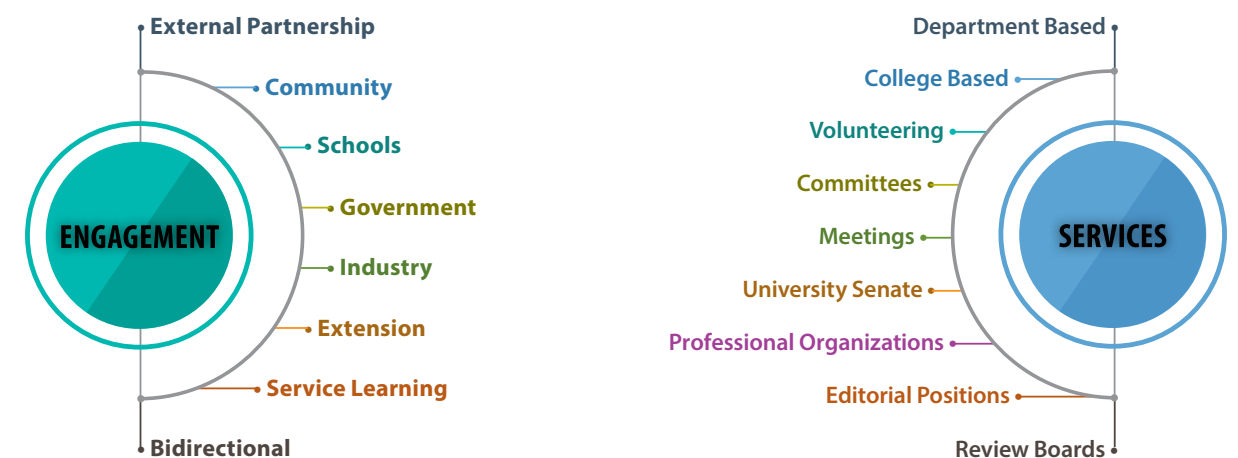 External Partnership
Community
Schools
Government
ENGAGEMENT
Industry
Extension
Service Learning
Bidirectional
Department Based
College Based
Volunteering
Committees
Meetings
SERVICES
University Senate
Professional Organizations
Editorial Positions
Review Boards